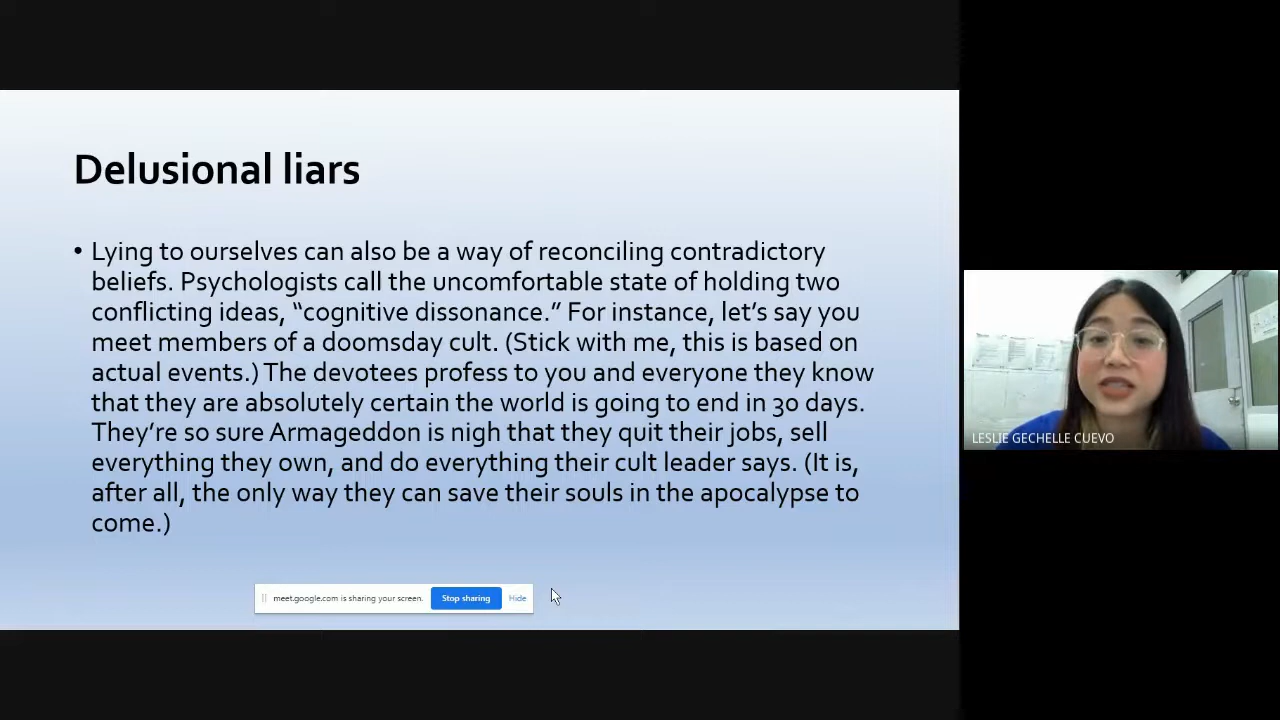 Delusional liars
• Lying to ourselves can also be a way of reconciling contradictory
beliefs. Psychologists call the uncomfortable state of holding two
conflicting ideas, “cognitive dissonance.” For instance, let’s say you
meet members of a doomsday cult. (Stick with me, this is based on
actual events.) The devotees profess to you and everyone they know
that they are absolutely certain the world is going to end in 30 days.
They’re so sure Armageddon is nigh that they quit their jobs, sell
everything they own, and do everything their cult leader says. (It is,
after all, the only way they can save their souls in the apocalypse to
come.)
meet.google.com is sharing your screen. Stop sharing Hide
LESLIE GECHELLE CUEVO